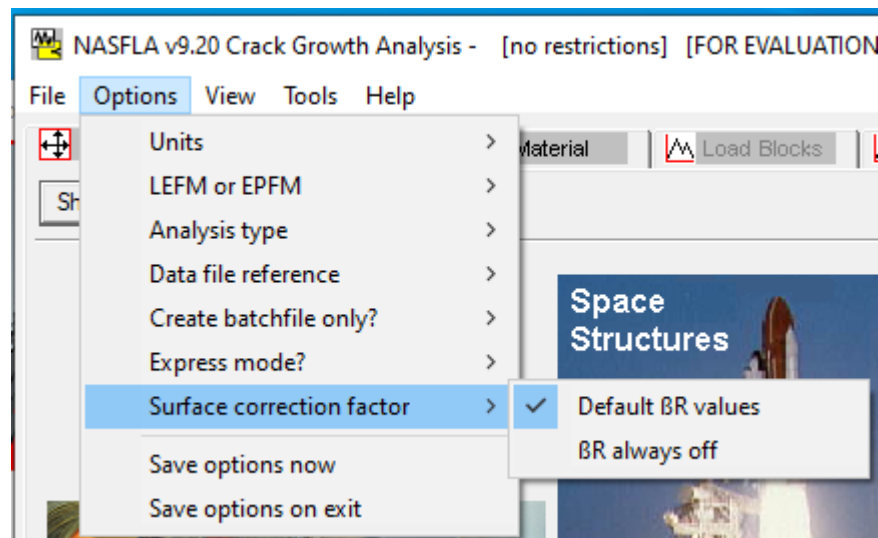 NASFLA v9.20 Crack Growth Analysis - [no restrictions] [FOR EVALUATION
File Options View Tools Help
Material Load Blocks
Sh
Units
LEFM or EPFM
Analysis type
Data file reference
Create batchfile only?
Express mode?
Surface correction factor
Save options now
Save options on exit
Default ßR values
ßR always off
Space
Structures